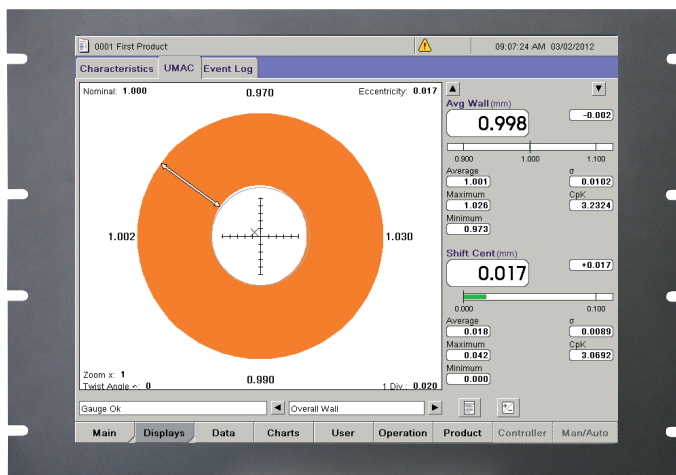 0001 First Product
09:07:24 AM 03/02/2012
Characteristics UMAC Event Log
Nominal: 1.000
0.970
Eccentricity: 0.017
1.002
1.030
Zoom x: 1
Twist Angle ^: 0
0.990
1 Div.: 0.020
Avg Wall (mm)
0.998
-0.002
0.900 1.000 1.100
Average σ
1.001 0.0102
Maximum CpK
1.026 3.2324
Minimum
0.973
Shift Cent (mm)
0.017
+0.017
0.000 0.100
Average σ
0.018 0.0089
Maximum CpK
0.042 3.0692
Minimum
0.000
Gauge Ok
Overall Wall
Main Displays Data Charts User Operation Product Controller Man/Auto